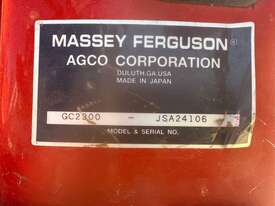 MASSEY FERGUSON®
AGCO CORPORATION
DULUTH,GA.USA
MADE IN JAPAN
GC2300 - JSA24106
MODEL & SERIAL NO.